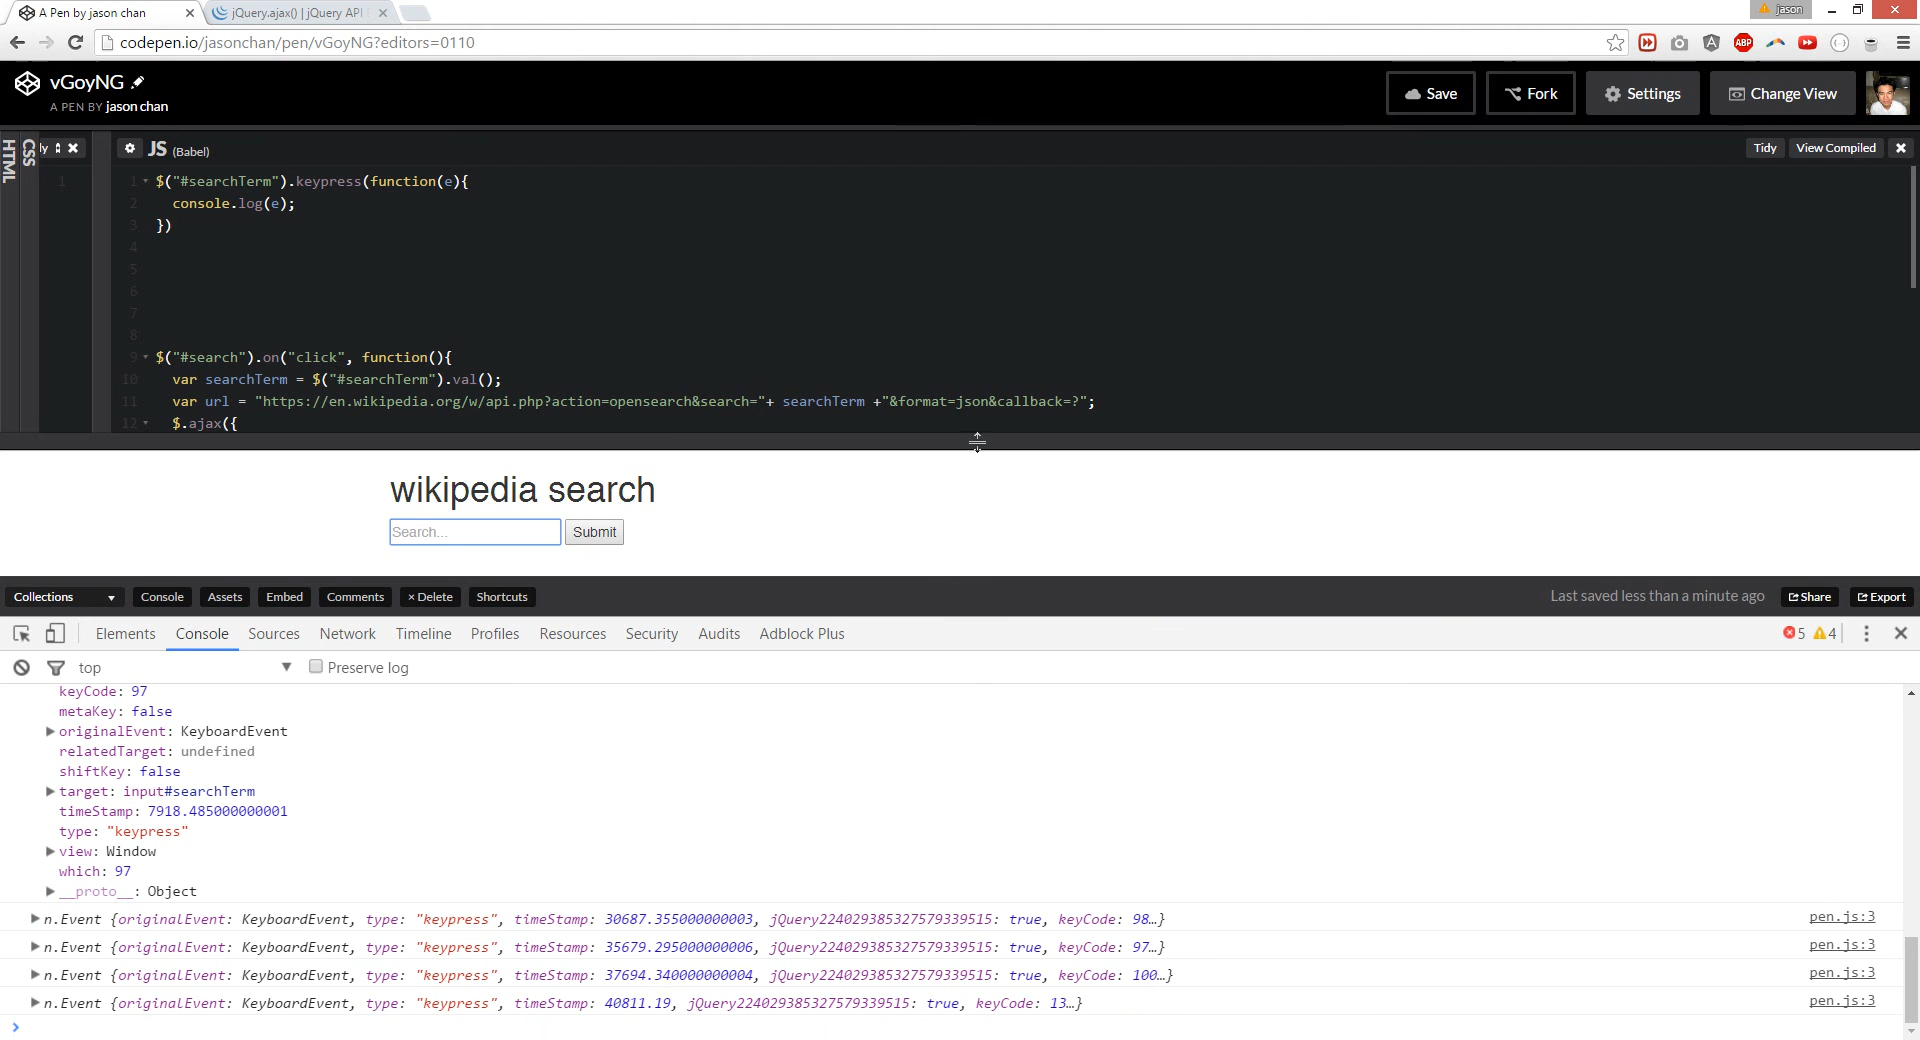 A Pen by jason chan
jQuery.ajax() | jQuery API
jason
codepen.io/jasonchan/pen/vGoyNG?editors=0110
ABP
vGoyNG
A PEN BY jason chan
Save
Fork
Settings
Change View
HTML
CSS
ly
JS (Babel)
Tidy
View Compiled
1
1 $("#searchTerm").keypress(function(e){
2 console.log(e);
3 })
4
5
6
7
8
9 $("#search").on("click", function(){
10 var searchTerm = $("#searchTerm").val();
11 var url = "https://en.wikipedia.org/w/api.php?action=opensearch&search="+ searchTerm +"&format=json&callback=?";
12 $.ajax({
wikipedia search
Search...
Submit
Collections
Console
Assets
Embed
Comments
× Delete
Shortcuts
Last saved less than a minute ago
Share
Export
Elements
Console
Sources
Network
Timeline
Profiles
Resources
Security
Audits
Adblock Plus
5
4
top
Preserve log
keyCode: 97
metaKey: false
originalEvent: KeyboardEvent
relatedTarget: undefined
shiftKey: false
target: input#searchTerm
timeStamp: 7918.485000000001
type: "keypress"
view: Window
which: 97
__proto__: Object
n.Event {originalEvent: KeyboardEvent, type: "keypress", timeStamp: 30687.355000000003, jQuery224029385327579339515: true, keyCode: 98…} pen.js:3
n.Event {originalEvent: KeyboardEvent, type: "keypress", timeStamp: 35679.295000000006, jQuery224029385327579339515: true, keyCode: 97…} pen.js:3
n.Event {originalEvent: KeyboardEvent, type: "keypress", timeStamp: 37694.340000000004, jQuery224029385327579339515: true, keyCode: 100…} pen.js:3
n.Event {originalEvent: KeyboardEvent, type: "keypress", timeStamp: 40811.19, jQuery224029385327579339515: true, keyCode: 13…} pen.js:3